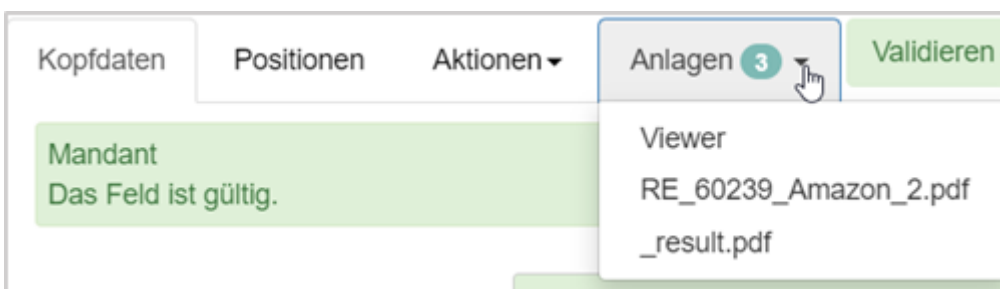 Kopfdaten Positionen Aktionen Anlagen 3 Validieren
Mandant
Das Feld ist gültig.
Viewer
RE_60239_Amazon_2.pdf
_result.pdf